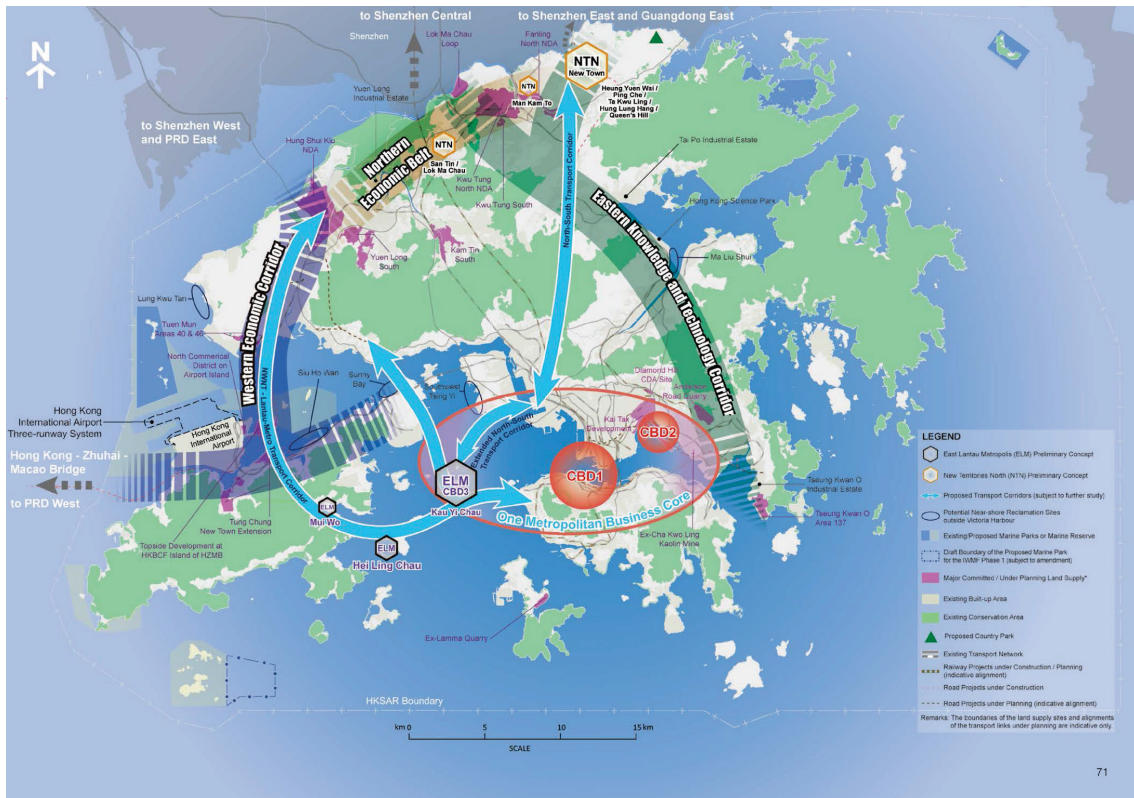 to Shenzhen Central
to Shenzhen East and Guangdong East
Shenzhen
Lok Ma Chau
Loop
Fanling
North NDA
N
NTN
New Town
NTN
Man Kam To
Heung Yuen Wai /
Ping Che /
Ta Kwu Ling /
Hung Lung Hang /
Queen's Hill
Yuen Long
Industrial Estate
to Shenzhen West
and PRD East
Hung Shui Kiu
NDA
Northern
Economic Belt
NTN
San Tin /
Lok Ma Chau
Tai Po Industrial Estate
Kwu Tung
North NDA
Kwu Tung South
Hong Kong Science Park
North-South Transport Corridor
Eastern Knowledge and Technology Corridor
Yuen Long
South
Kam Tin
South
Ma Liu Shui
Western Economic Corridor
Lung Kwu Tan
Tuen Mun
Areas 40 & 46
North Commerical
District on
Airport Island
NWNT - Lantau Metro Transport Corridor
Siu Ho Wan
Sunny
Bay
Southwest
Tsing Yi
Diamond Hill
CDA Site
Anderson
Road Quarry
Hong Kong
International Airport
Three-runway System
Hong Kong
International
Airport
Kai Tak
Development
CBD2
Extended North-South
Transport Corridor
Hong Kong - Zhuhai -
Macao Bridge
to PRD West
ELM
CBD3
Kau Yi Chau
CBD1
One Metropolitan Business Core
Tseung Kwan O
Industrial Estate
Tseung Kwan O
Area 137
ELM
Mui Wo
Tung Chung
New Town Extension
Ex-Cha Kwo Ling
Kaolin Mine
Topside Development at
HKBCF Island of HZMB
ELM
Hei Ling Chau
Ex-Lamma Quarry
HKSAR Boundary
km 0 5 10 15 km
SCALE
LEGEND
East Lantau Metropolis (ELM) Preliminary Concept
New Territories North (NTN) Preliminary Concept
Proposed Transport Corridors (subject to further study)
Potential Near-shore Reclamation Sites
outside Victoria Harbour
Existing/Proposed Marine Parks or Marine Reserve
Draft Boundary of the Proposed Marine Park
for the IWMF Phase 1 (subject to amendment)
Major Committed / Under Planning Land Supply*
Existing Built-up Area
Existing Conservation Area
Proposed Country Park
Existing Transport Network
Railway Projects under Construction / Planning
(indicative alignment)
Road Projects under Construction
Road Projects under Planning (indicative alignment)
Remarks: The boundaries of the land supply sites and alignments
of the transport links under planning are indicative only.
71